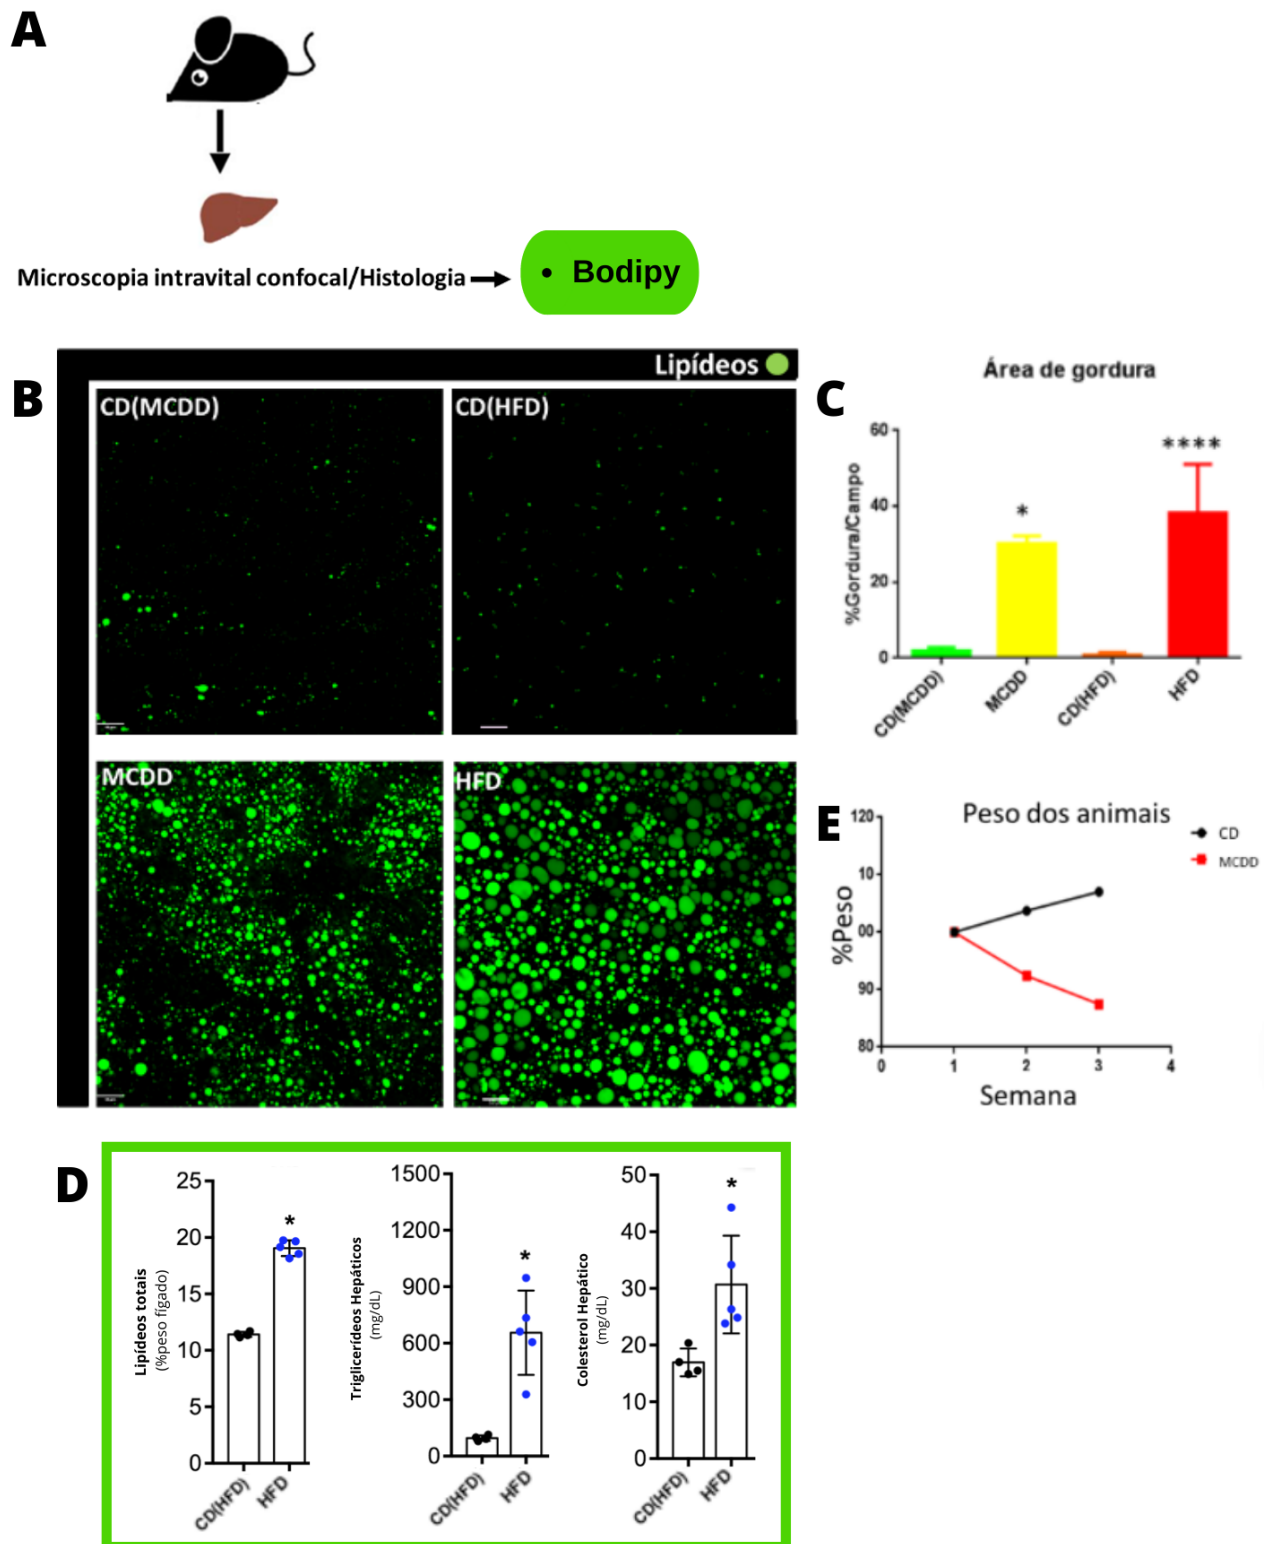 A
Microscopia intravital confocal/Histologia
• Bodipy
B
Lipídeos
CD(MCDD)
CD(HFD)
MCDD
HFD
C
Área de gordura
%Gordura/Campo
60
40
20
0
*
****
CD(MCDD)
MCDD
CD(HFD)
HFD
E
Peso dos animais
%Peso
120
10
00
90
80
0
1
2
3
4
Semana
CD
MCDD
D
Lipídeos totais
(%peso fígado)
25
20
15
10
5
0
*
CD(HFD)
HFD
Triglicerídeos Hepáticos
(mg/dL)
1500
1200
900
600
300
0
*
CD(HFD)
HFD
Colesterol Hepático
(mg/dL)
50
40
30
20
10
0
*
CD(HFD)
HFD